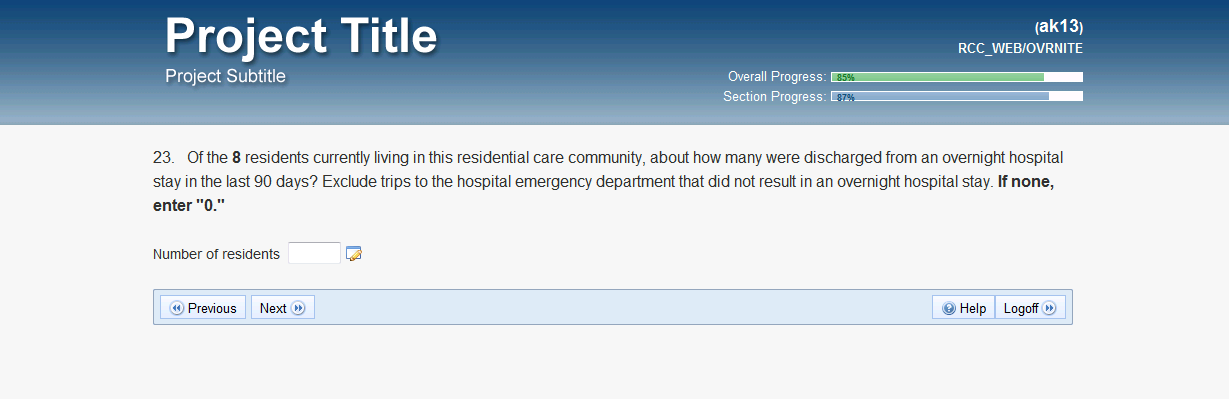 Project Title
Project Subtitle
(ak13)
RCC_WEB/OVRNITE
Overall Progress: 85%
Section Progress: 87%
23. Of the 8 residents currently living in this residential care community, about how many were discharged from an overnight hospital
stay in the last 90 days? Exclude trips to the hospital emergency department that did not result in an overnight hospital stay. If none,
enter "0."
Number of residents
Previous Next Help Logoff